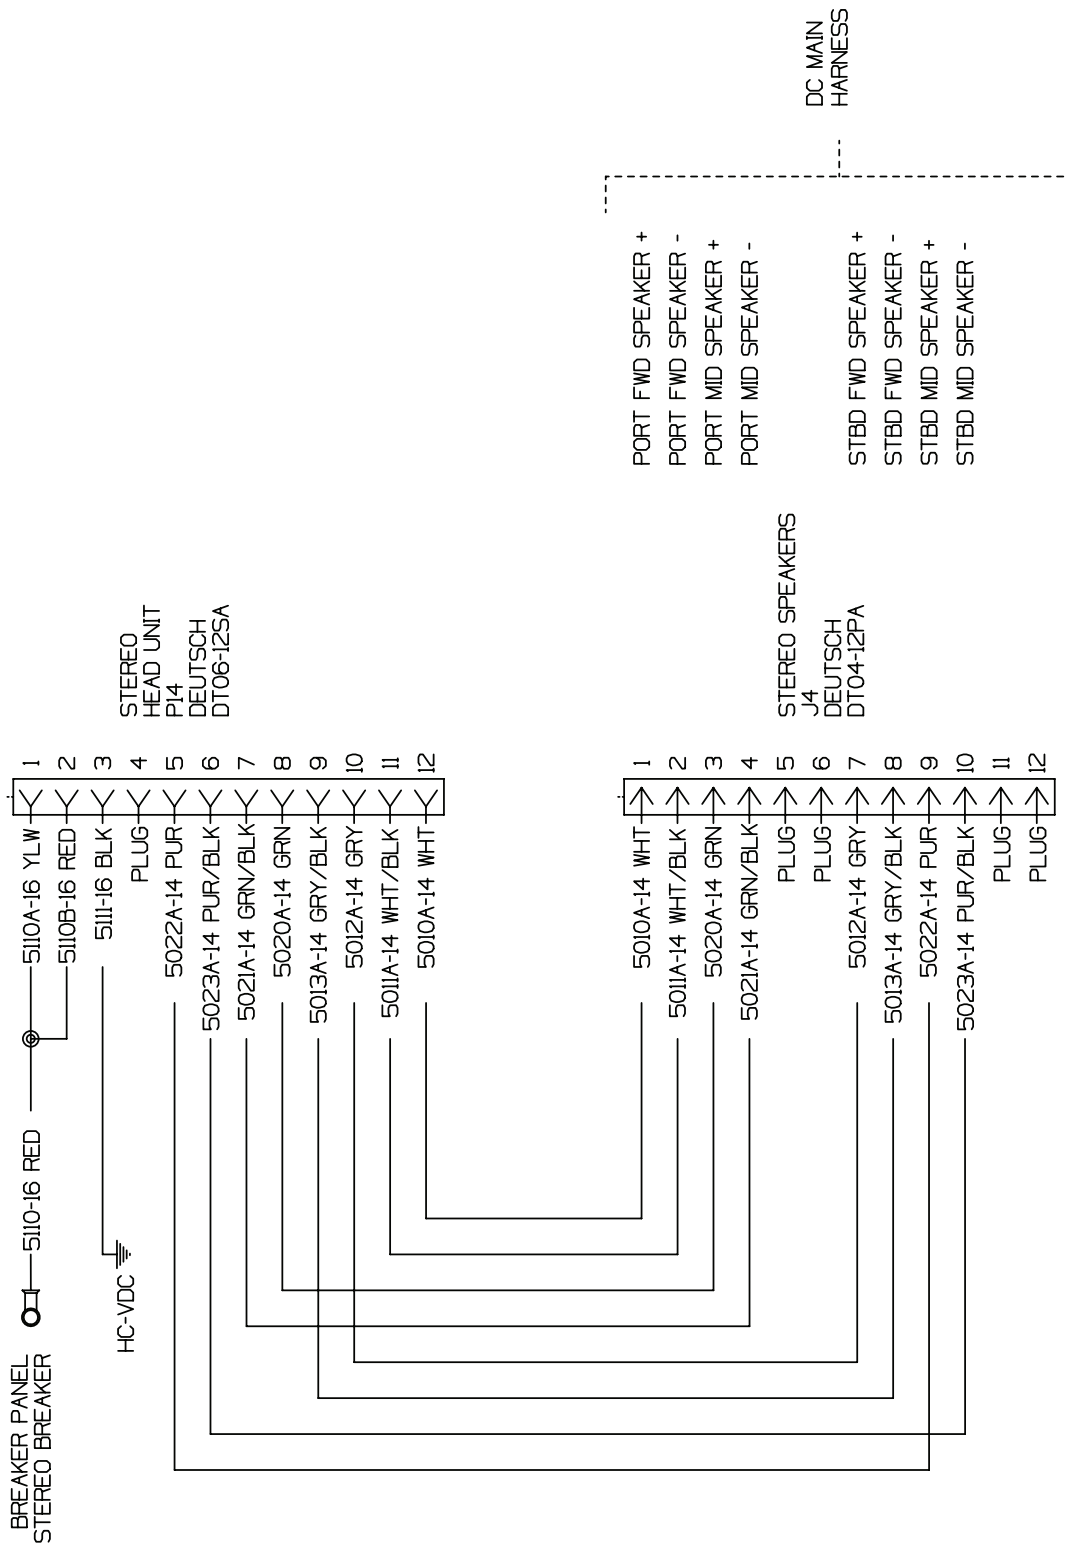 BREAKER PANEL
STEREO BREAKER
5110-16 RED
HC-VDC
5110A-16 YLW 1
5110B-16 RED 2
5111-16 BLK 3
PLUG 4
5022A-14 PUR 5
5023A-14 PUR/BLK 6
5021A-14 GRN/BLK 7
5020A-14 GRN 8
5013A-14 GRY/BLK 9
5012A-14 GRY 10
5011A-14 WHT/BLK 11
5010A-14 WHT 12
STEREO
HEAD UNIT
P14
DEUTSCH
DT06-12SA
5010A-14 WHT 1 PORT FWD SPEAKER +
5011A-14 WHT/BLK 2 PORT FWD SPEAKER -
5020A-14 GRN 3 PORT MID SPEAKER +
5021A-14 GRN/BLK 4 PORT MID SPEAKER -
PLUG 5
PLUG 6
5012A-14 GRY 7 STBD FWD SPEAKER +
5013A-14 GRY/BLK 8 STBD FWD SPEAKER -
5022A-14 PUR 9 STBD MID SPEAKER +
5023A-14 PUR/BLK 10 STBD MID SPEAKER -
PLUG 11
PLUG 12
STEREO SPEAKERS
J4
DEUTSCH
DT04-12PA
DC MAIN
HARNESS